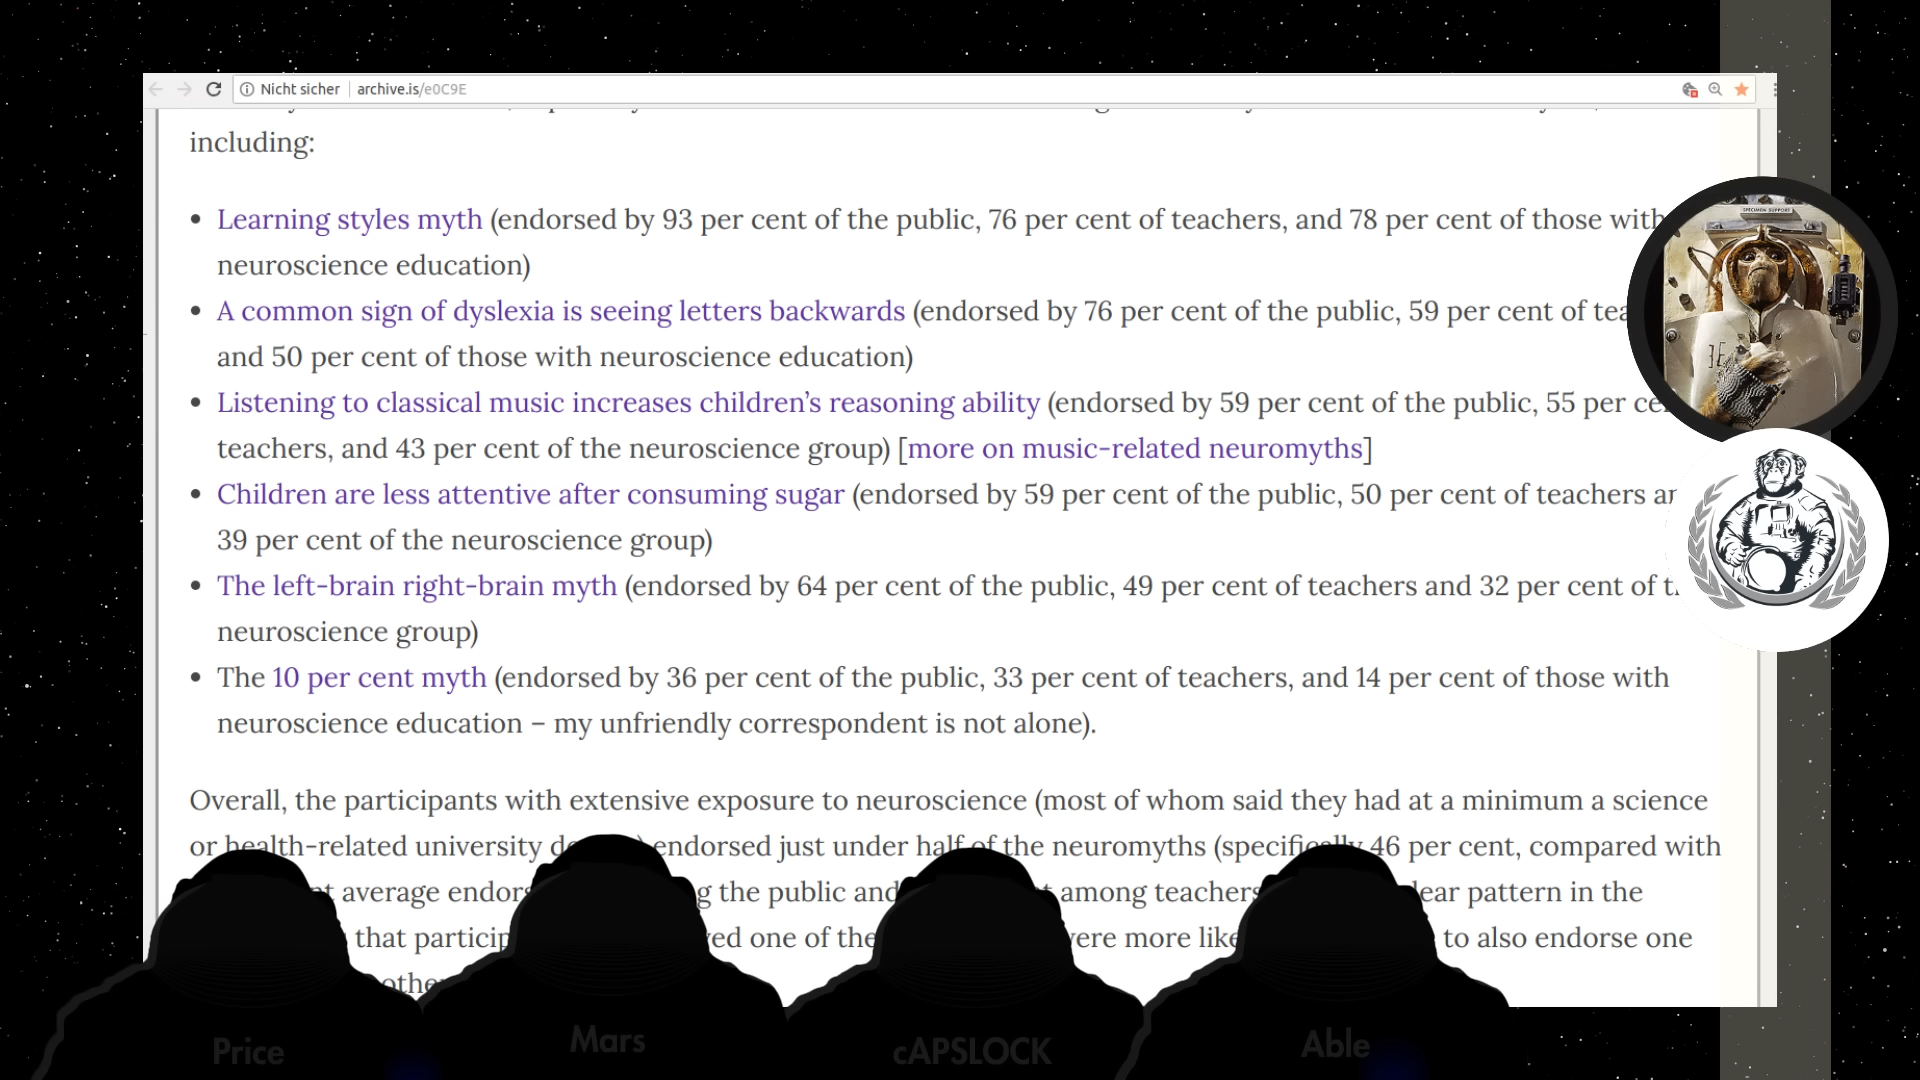 Nicht sicher archive.is/e0C9E
including:
Learning styles myth (endorsed by 93 per cent of the public, 76 per cent of teachers, and 78 per cent of those with
neuroscience education)
A common sign of dyslexia is seeing letters backwards (endorsed by 76 per cent of the public, 59 per cent of
and 50 per cent of those with neuroscience education)
Listening to classical music increases children’s reasoning ability (endorsed by 59 per cent of the public, 55 per
teachers, and 43 per cent of the neuroscience group) [more on music-related neuromyths]
Children are less attentive after consuming sugar (endorsed by 59 per cent of the public, 50 per cent of teachers
39 per cent of the neuroscience group)
The left-brain right-brain myth (endorsed by 64 per cent of the public, 49 per cent of teachers and 32 per cent of
neuroscience group)
The 10 per cent myth (endorsed by 36 per cent of the public, 33 per cent of teachers, and 14 per cent of those with
neuroscience education – my unfriendly correspondent is not alone).
Overall, the participants with extensive exposure to neuroscience (most of whom said they had at a minimum a science
or health-related university endorsed just under half of the neuromyths (specifically 46 per cent, compared with
average the public and among teachers pattern in the
that one of the more to also endorse one
SPECIMEN SUPPORT
Price
Mars
cAPSLOCK
Able